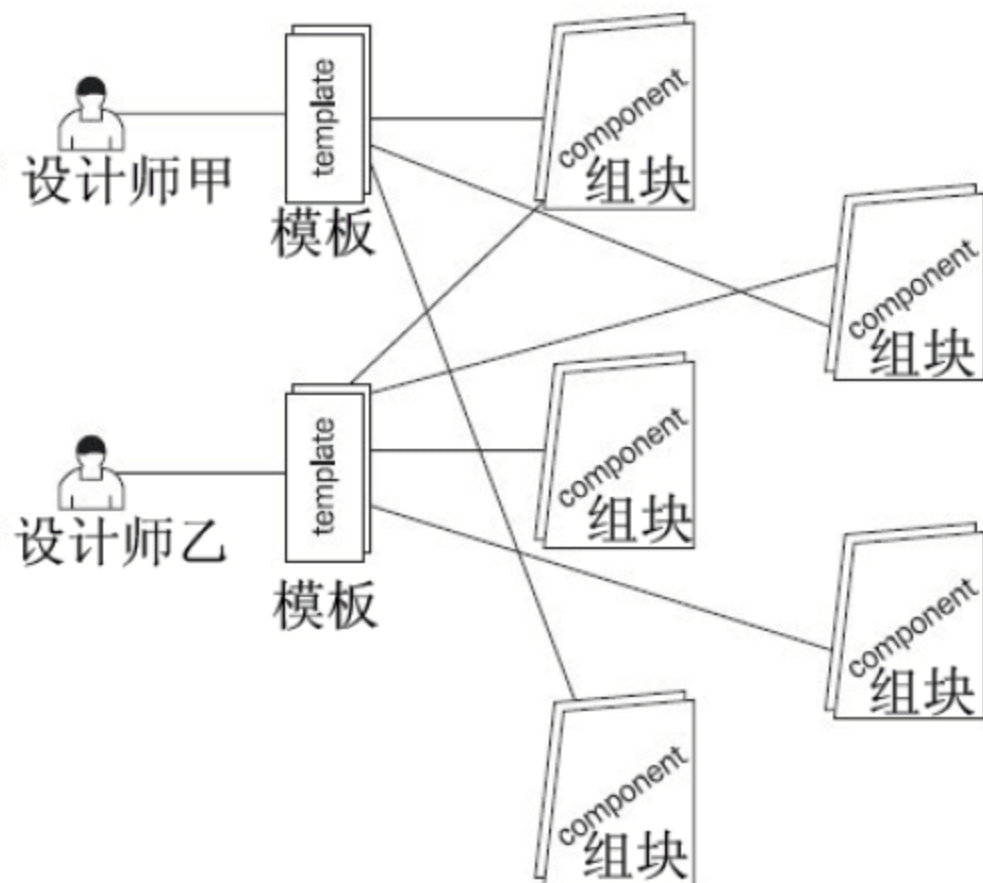 template
component
组块
设计师甲
模板
component
组块
template
component
组块
设计师乙
模板
component
组块
component
组块